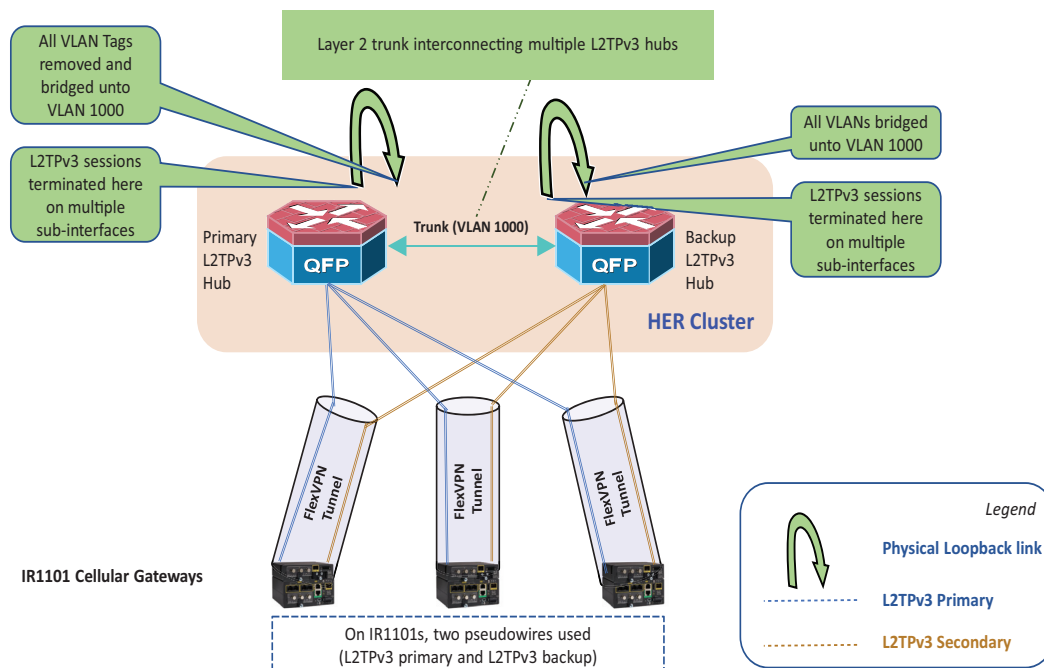 All VLAN Tags
removed and
bridged unto
VLAN 1000
Layer 2 trunk interconnecting multiple L2TPv3 hubs
All VLANs bridged
unto VLAN 1000
L2TPv3 sessions
terminated here
on multiple
sub-interfaces
L2TPv3 sessions
terminated here
on multiple
sub-interfaces
Primary
L2TPv3
Hub
QFP
Trunk (VLAN 1000)
QFP
Backup
L2TPv3
Hub
HER Cluster
FlexVPN
Tunnel
FlexVPN
Tunnel
FlexVPN
Tunnel
IR1101 Cellular Gateways
On IR1101s, two pseudowires used
(L2TPv3 primary and L2TPv3 backup)
Legend
Physical Loopback link
L2TPv3 Primary
L2TPv3 Secondary